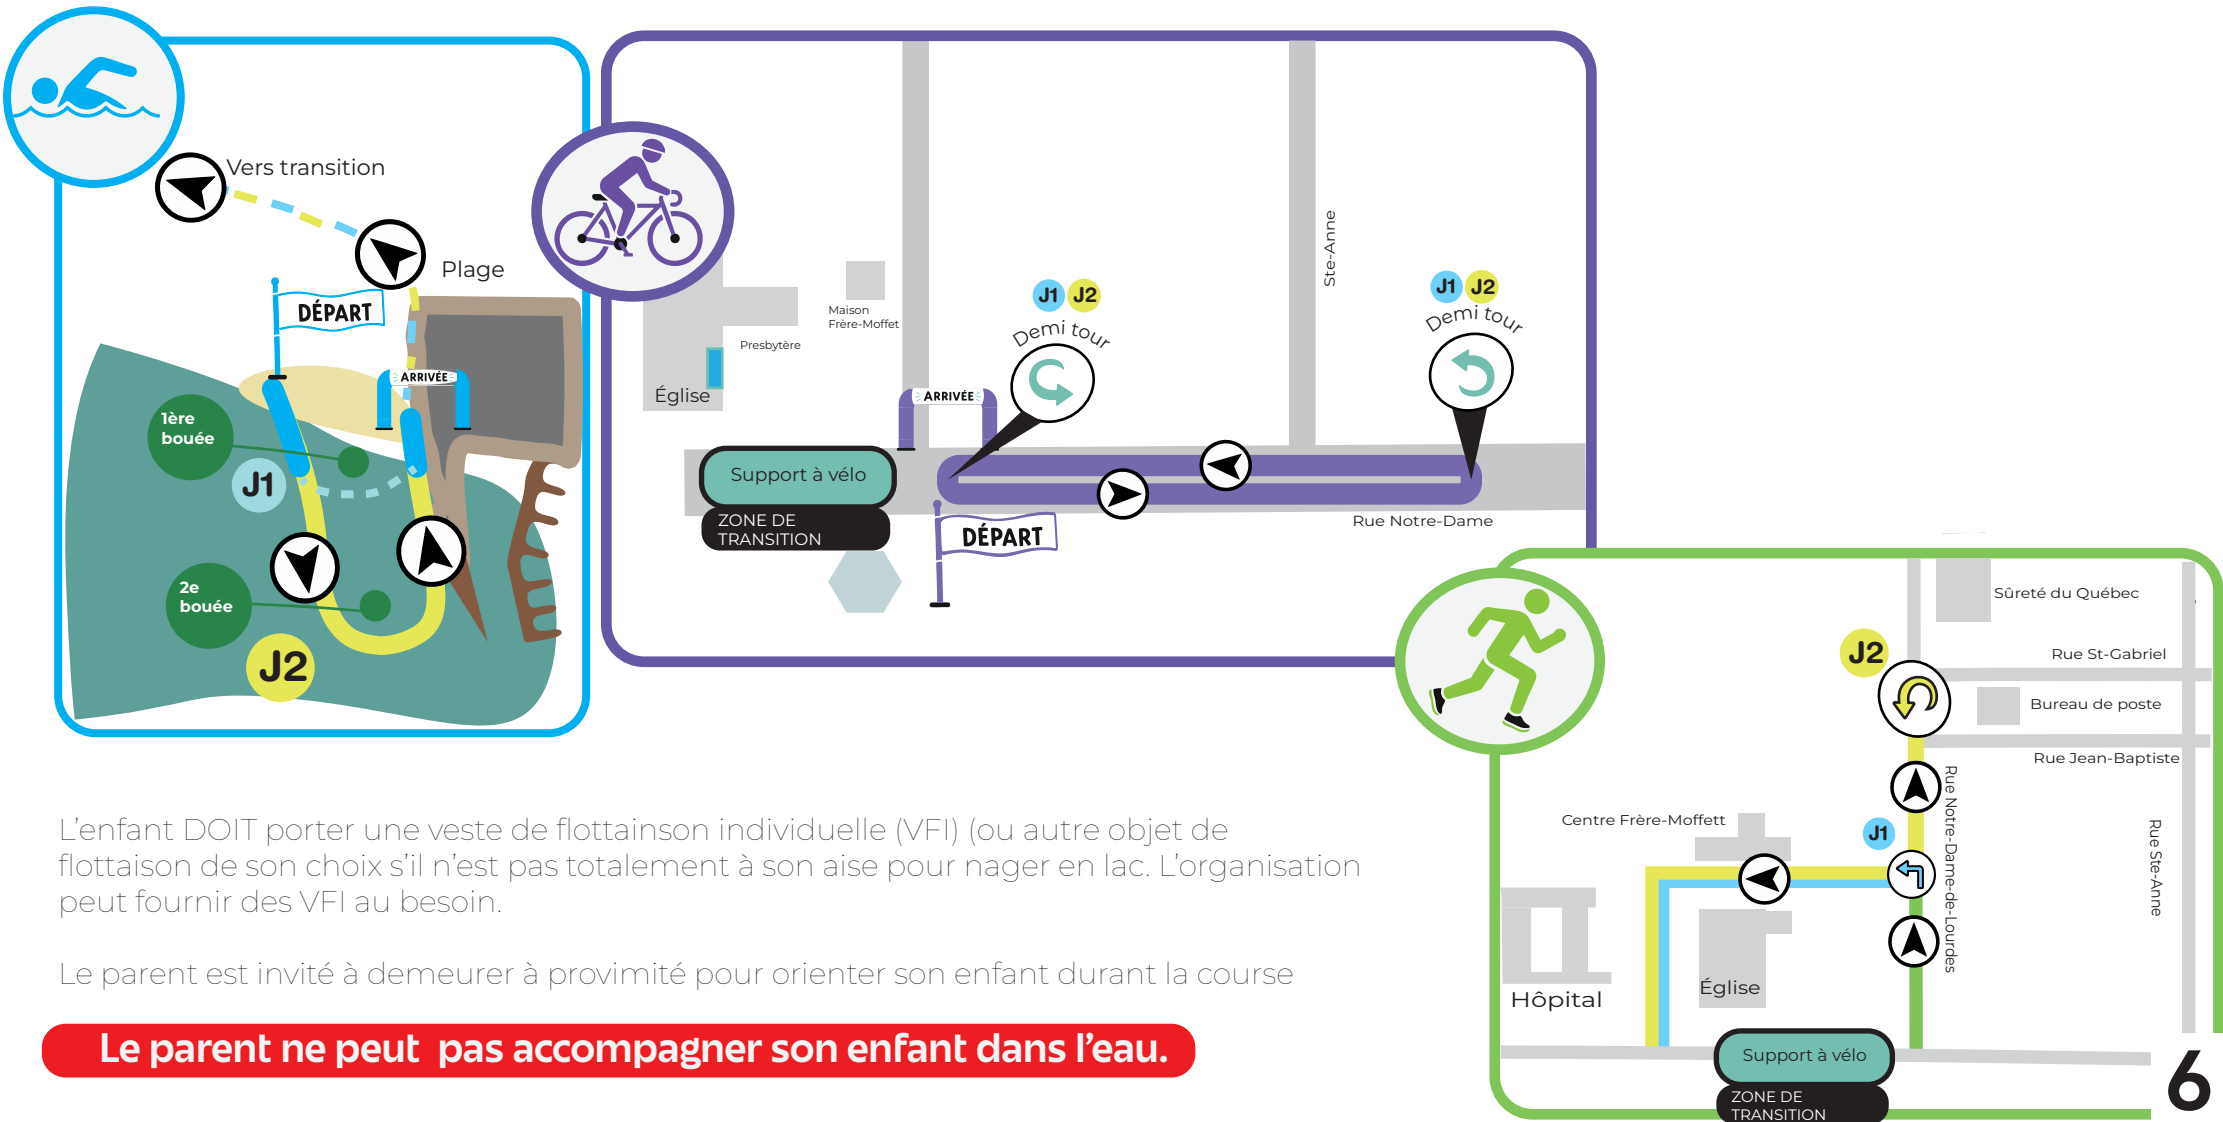 Vers transition
Plage
DÉPART
ARRIVÉE
1ère
bouée
J1
2e
bouée
J2
Ste-Anne
J1 J2
Demi tour
J1 J2
Demi tour
Maison
Frère-Moffet
Presbytère
Église
ARRIVÉE
Support à vélo
ZONE DE
TRANSITION
DÉPART
Rue Notre-Dame
Sûreté du Québec
J2
Rue St-Gabriel
Bureau de poste
Rue Jean-Baptiste
Rue Notre-Dame-de-Lourdes
Rue Ste-Anne
Centre Frère-Moffett
J1
Église
Hôpital
Support à vélo
ZONE DE
TRANSITION
L'enfant DOIT porter une veste de flottainson individuelle (VFI) (ou autre objet de
flottaison de son choix s'il n'est pas totalement à son aise pour nager en lac. L'organisation
peut fournir des VFI au besoin.
Le parent est invité à demeurer à provimité pour orienter son enfant durant la course
Le parent ne peut pas accompagner son enfant dans l'eau.
6